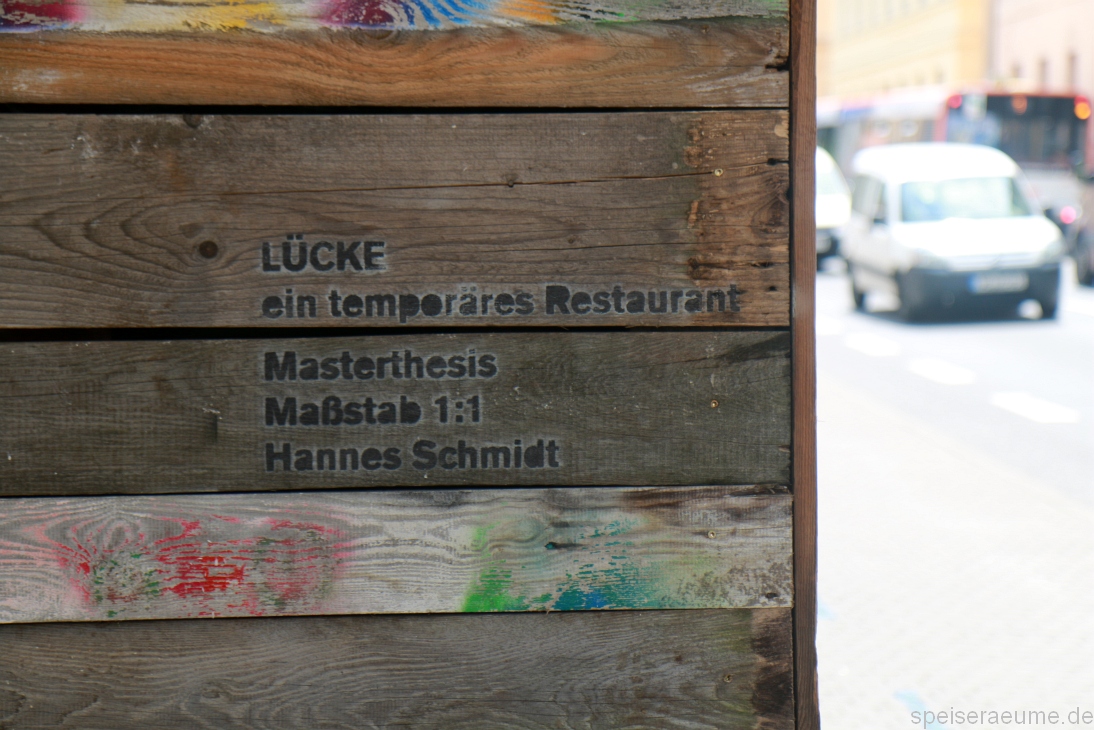 LÜCKE
ein temporäres Restaurant
Masterthesis
Maßstab 1:1
Hannes Schmidt
speiseraeume.de